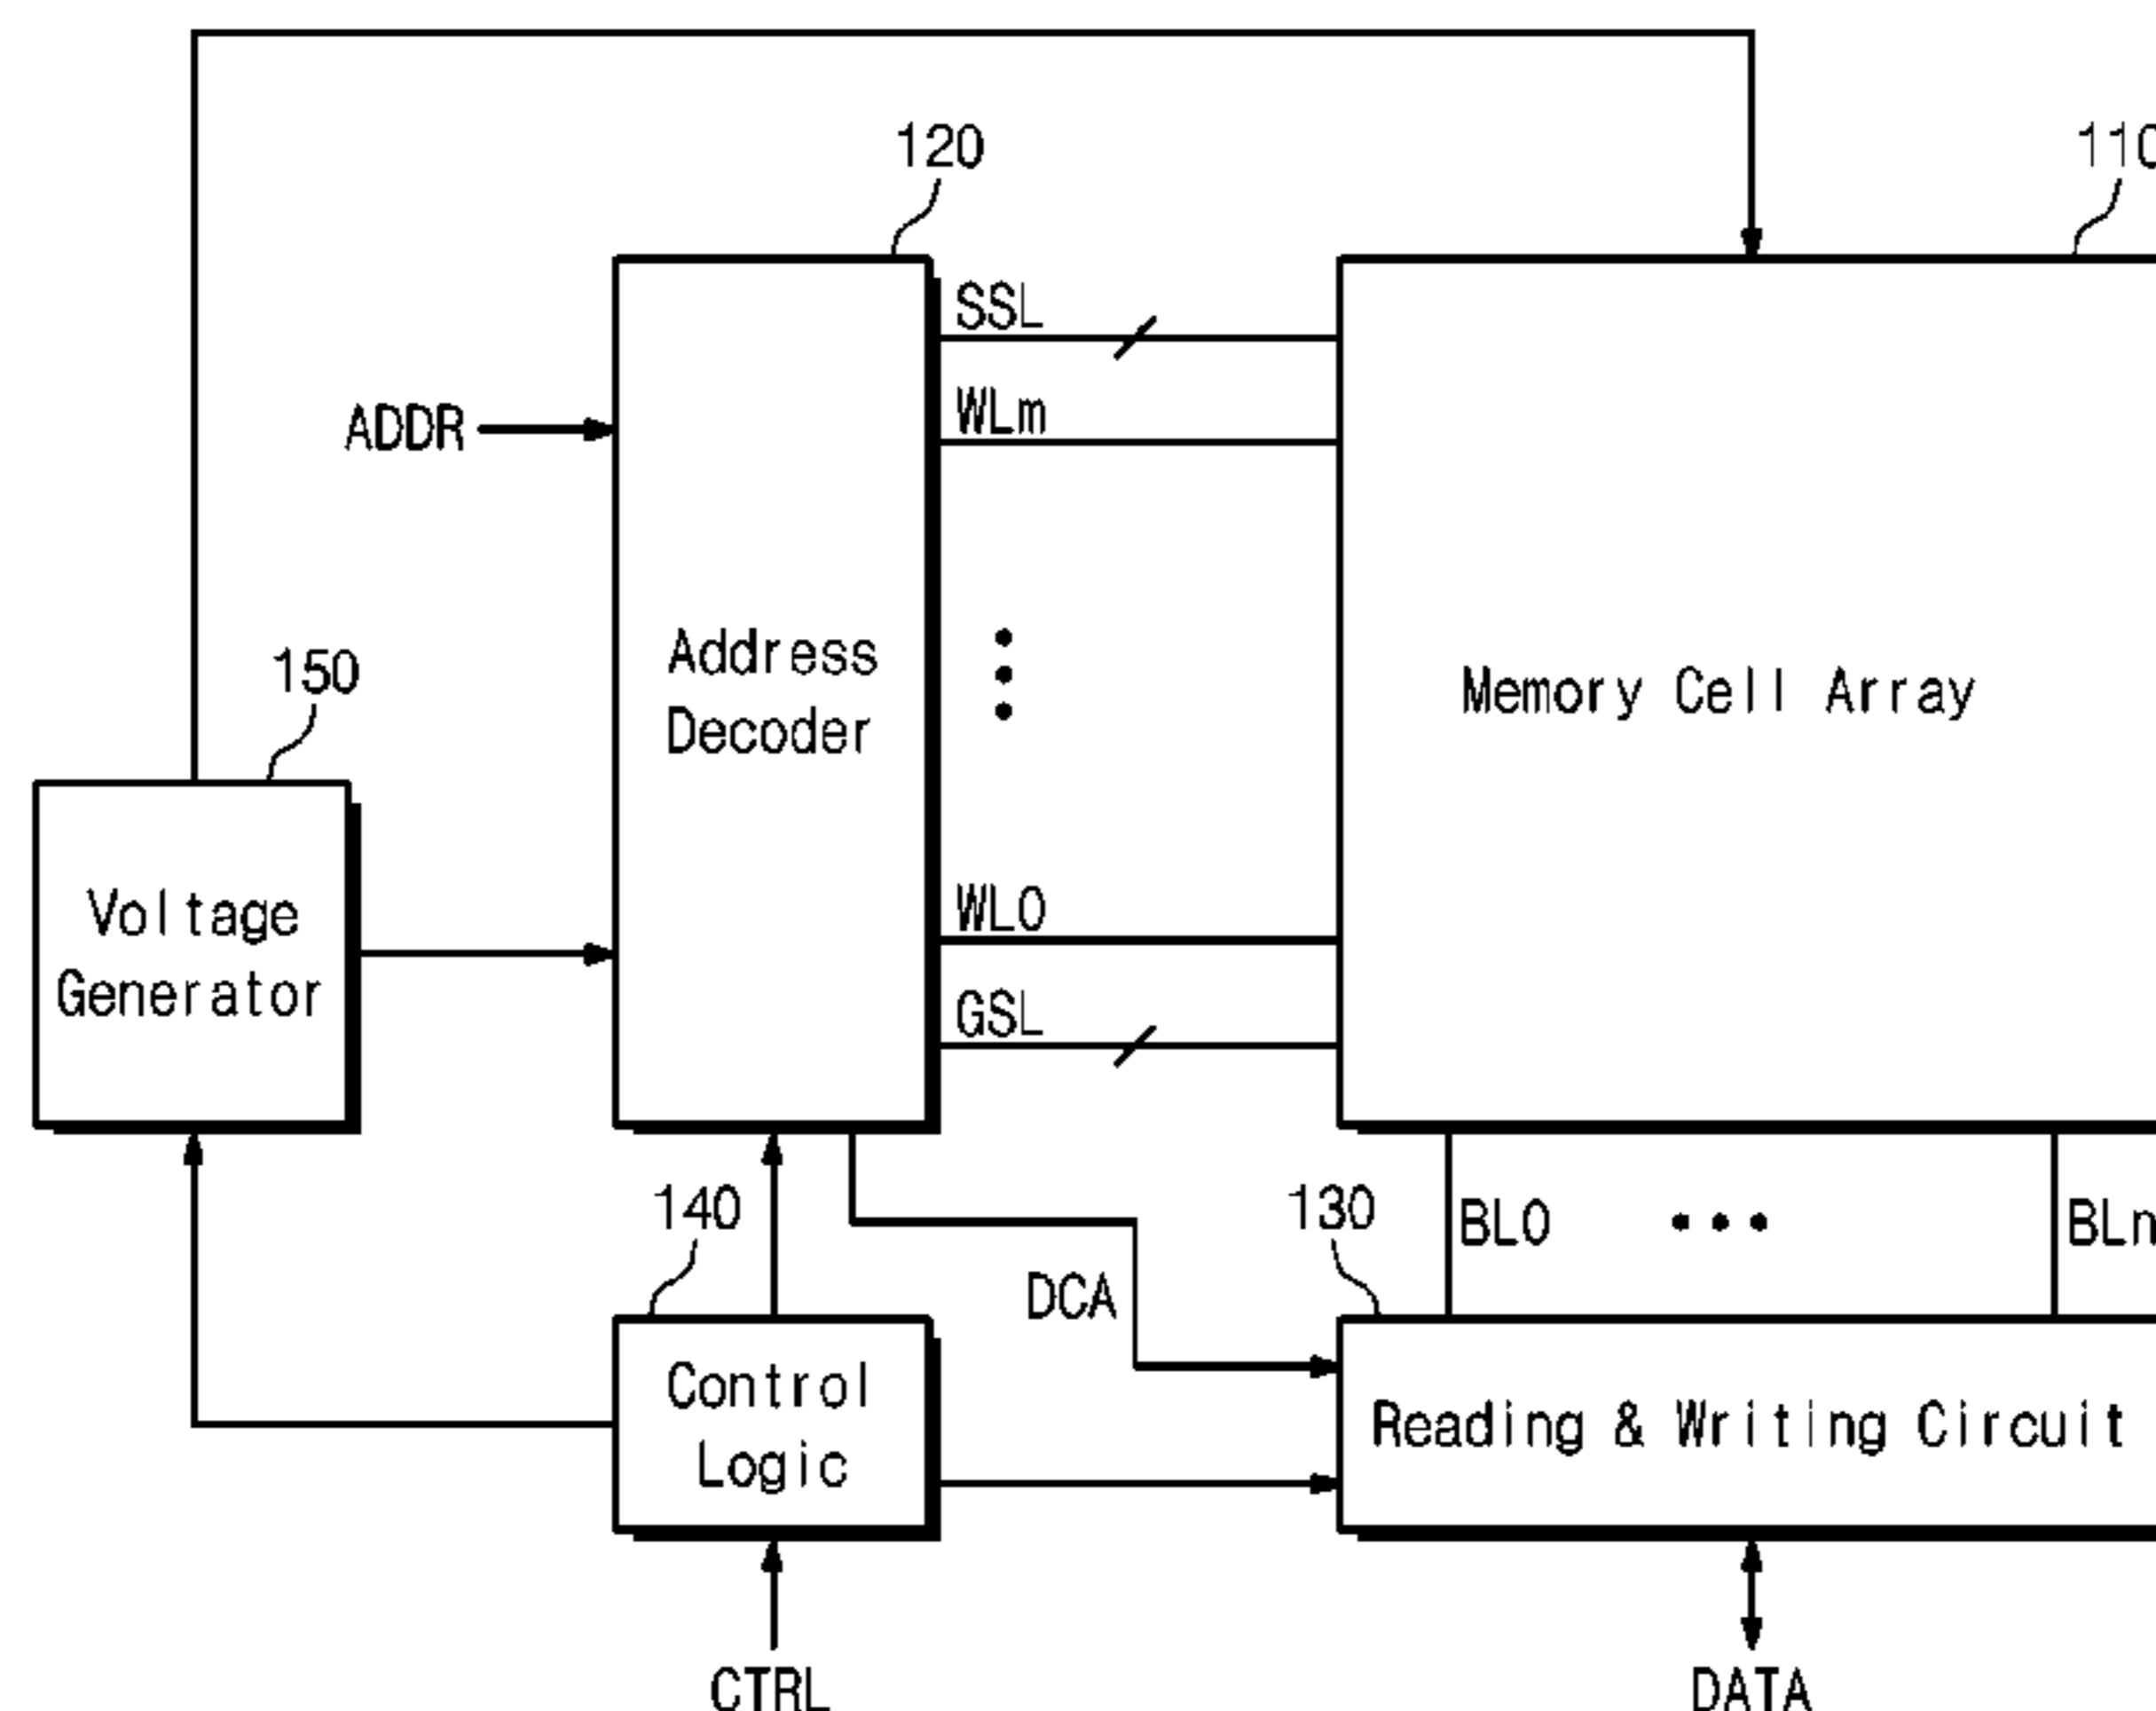 120
110
SSL
ADDR
WLm
Address
Decoder
Memory Cell Array
150
Voltage
Generator
WL0
GSL
140
130
BL0
BLn
DCA
Control
Logic
Reading & Writing Circuit
CTRL
DATA